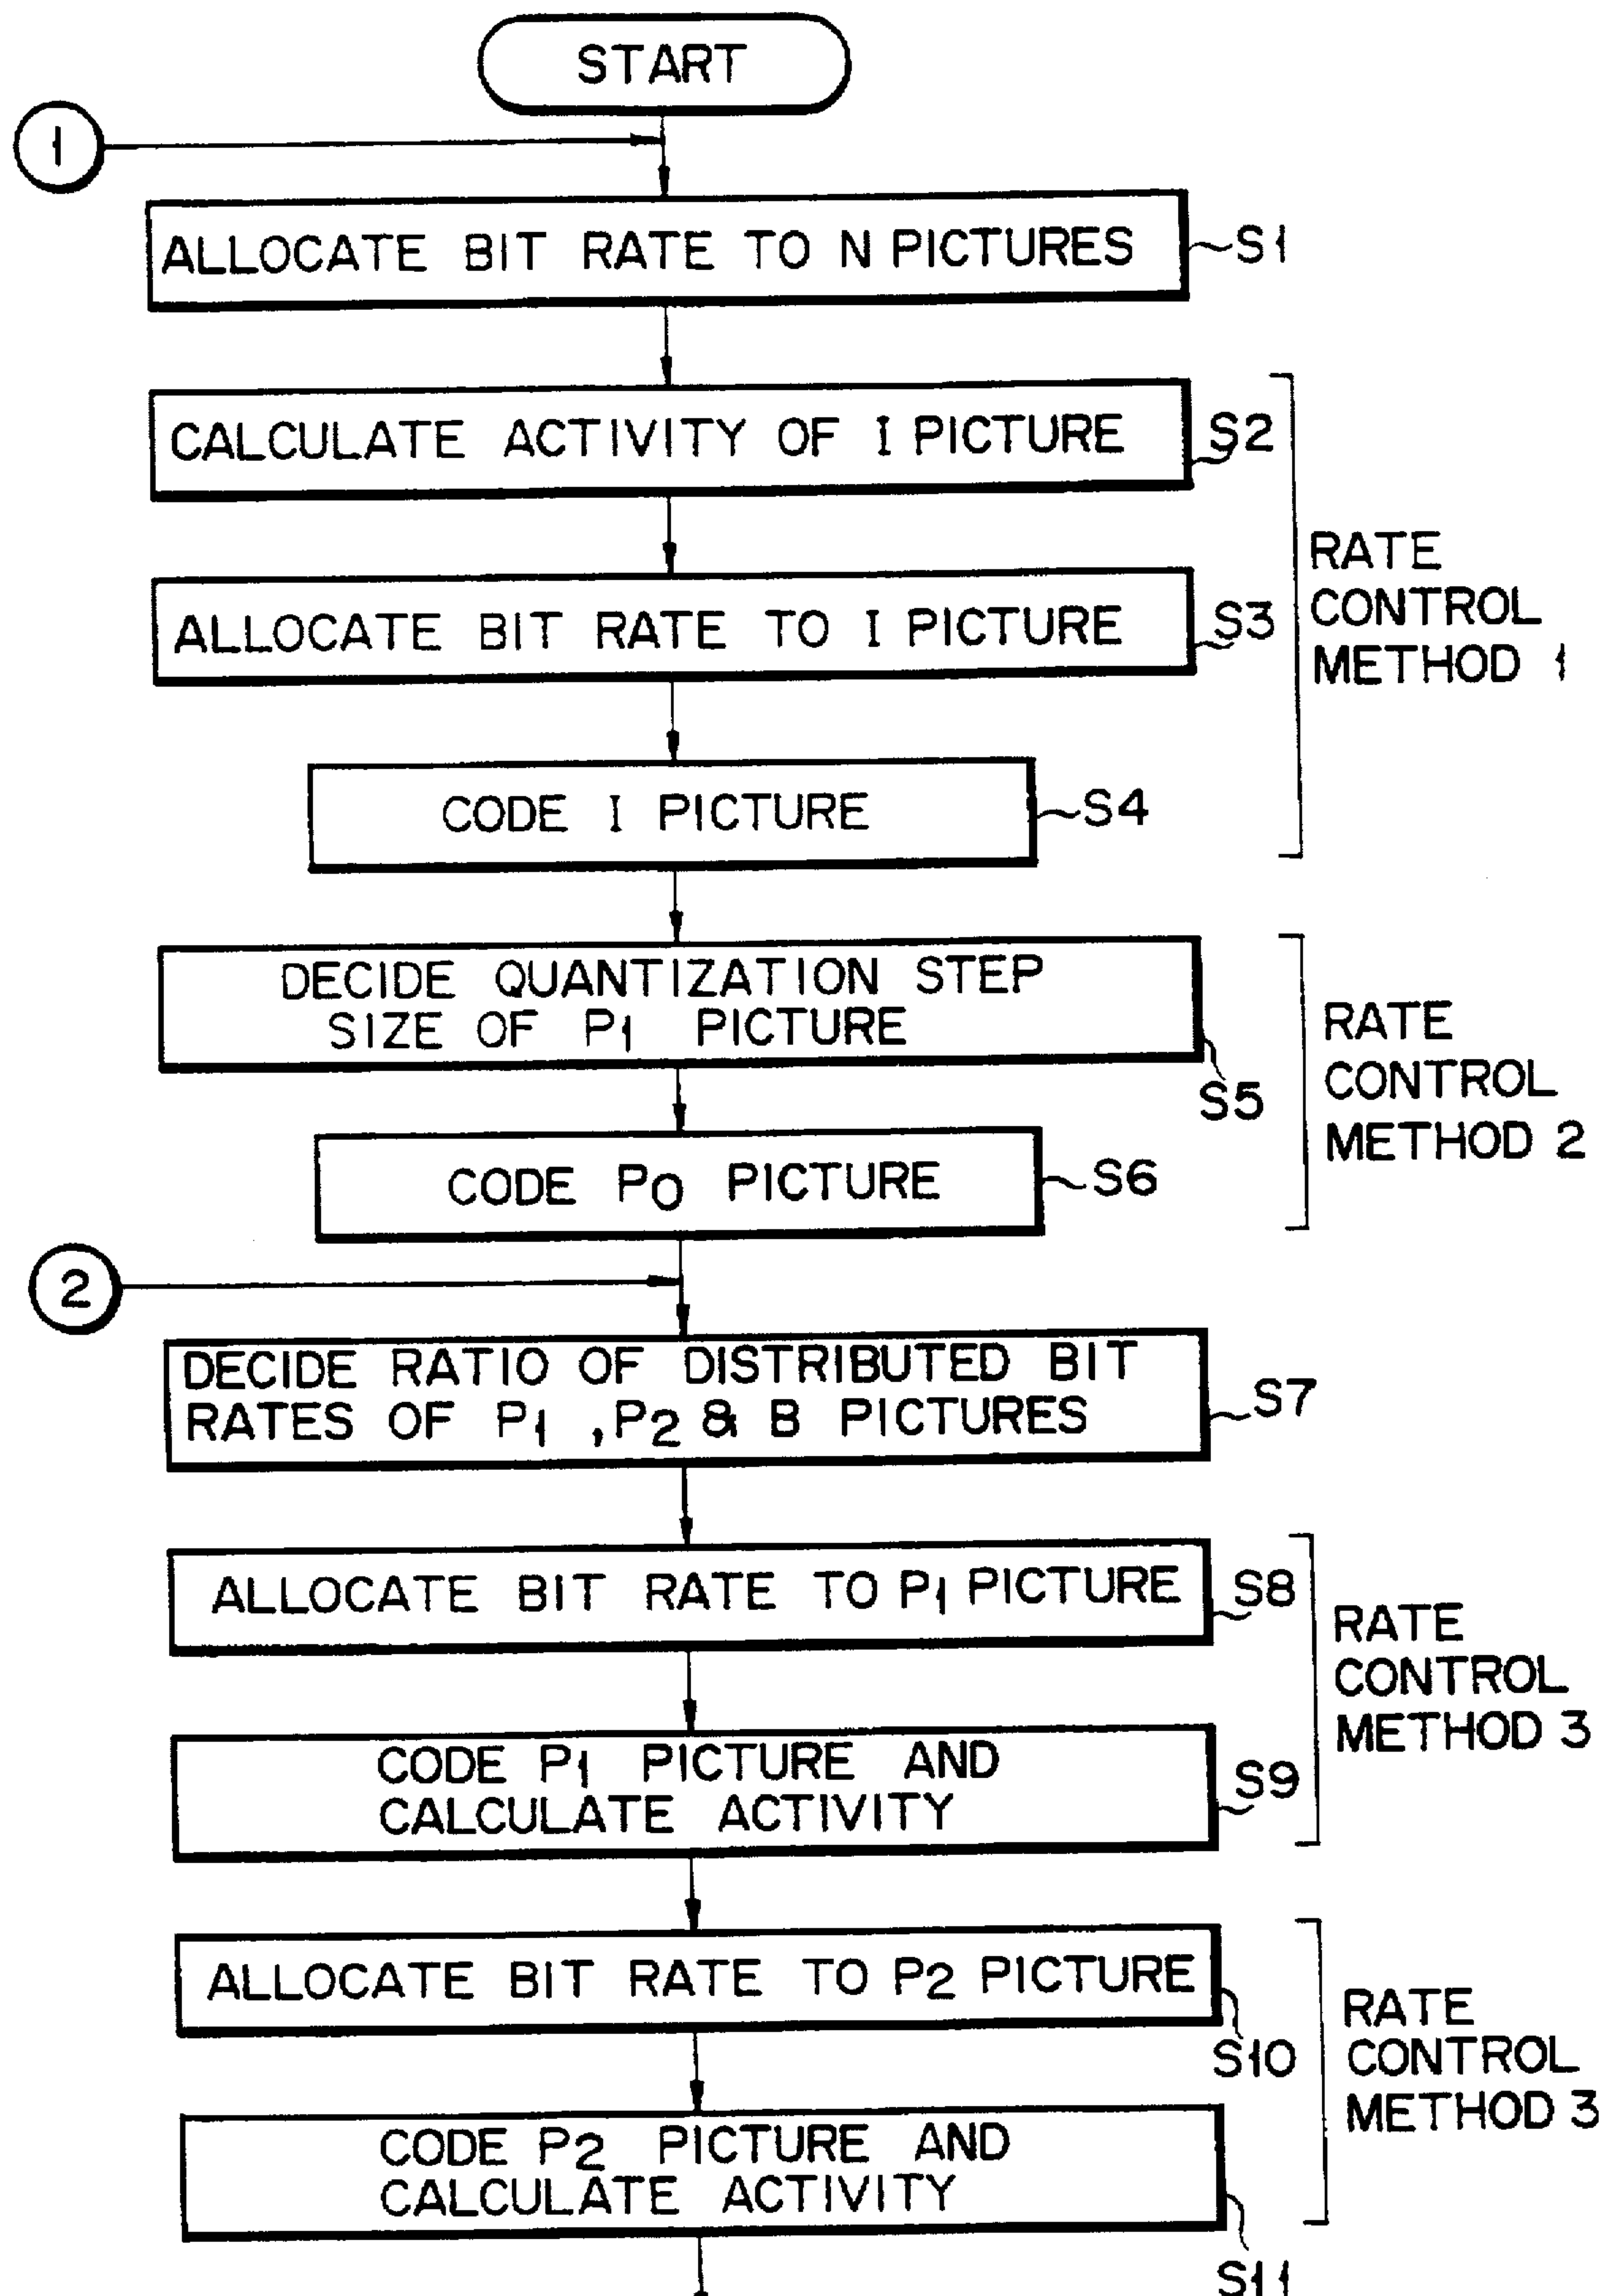 START
1
ALLOCATE BIT RATE TO N PICTURES
S1
CALCULATE ACTIVITY OF I PICTURE
S2
ALLOCATE BIT RATE TO I PICTURE
S3
RATE
CONTROL
METHOD 1
CODE I PICTURE
S4
DECIDE QUANTIZATION STEP
SIZE OF P1 PICTURE
S5
RATE
CONTROL
METHOD 2
CODE P0 PICTURE
S6
2
DECIDE RATIO OF DISTRIBUTED BIT
RATES OF P1 ,P2 & B PICTURES
S7
ALLOCATE BIT RATE TO P1 PICTURE
S8
RATE
CONTROL
METHOD 3
CODE P1 PICTURE AND
CALCULATE ACTIVITY
S9
ALLOCATE BIT RATE TO P2 PICTURE
S10
RATE
CONTROL
METHOD 3
CODE P2 PICTURE AND
CALCULATE ACTIVITY
S11